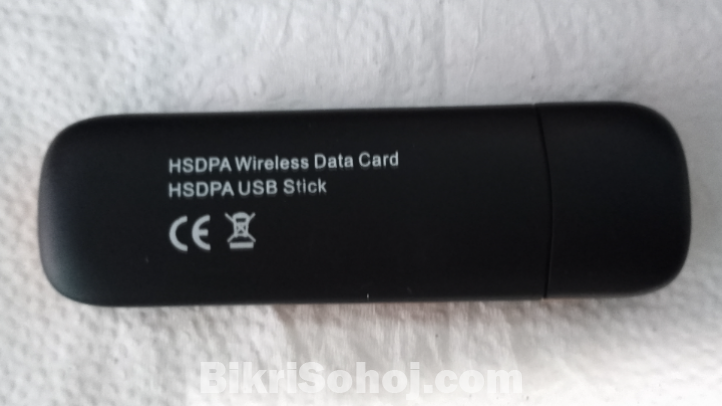 HSDPA Wireless Data Card
HSDPA USB Stick
CE
BikriSohoj.com